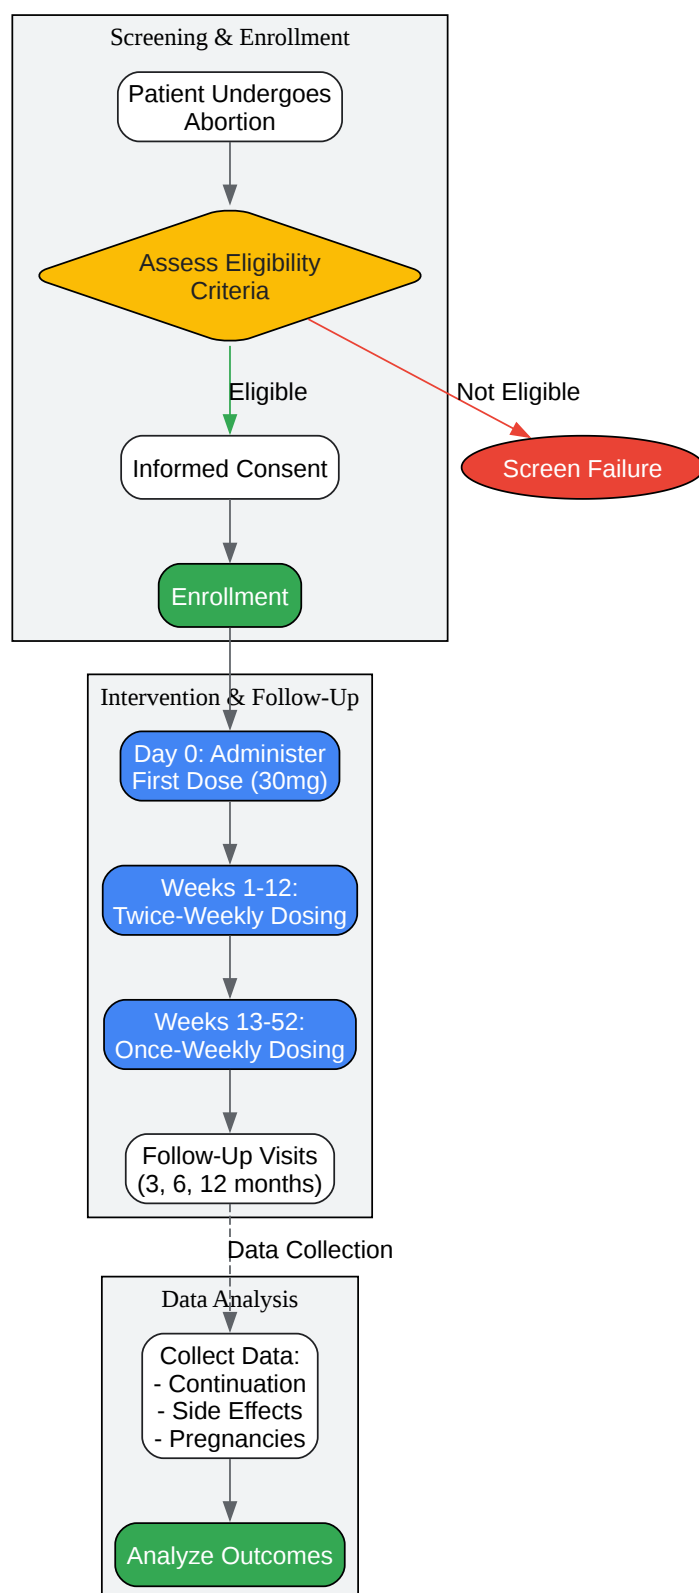 Screening & Enrollment
Patient Undergoes
Abortion
Assess Eligibility
Criteria
Eligible
Not Eligible
Informed Consent
Screen Failure
Enrollment
Intervention & Follow-Up
Day 0: Administer
First Dose (30mg)
Weeks 1-12:
Twice-Weekly Dosing
Weeks 13-52:
Once-Weekly Dosing
Follow-Up Visits
(3, 6, 12 months)
Data Collection
Data Analysis
Collect Data:
- Continuation
- Side Effects
- Pregnancies
Analyze Outcomes